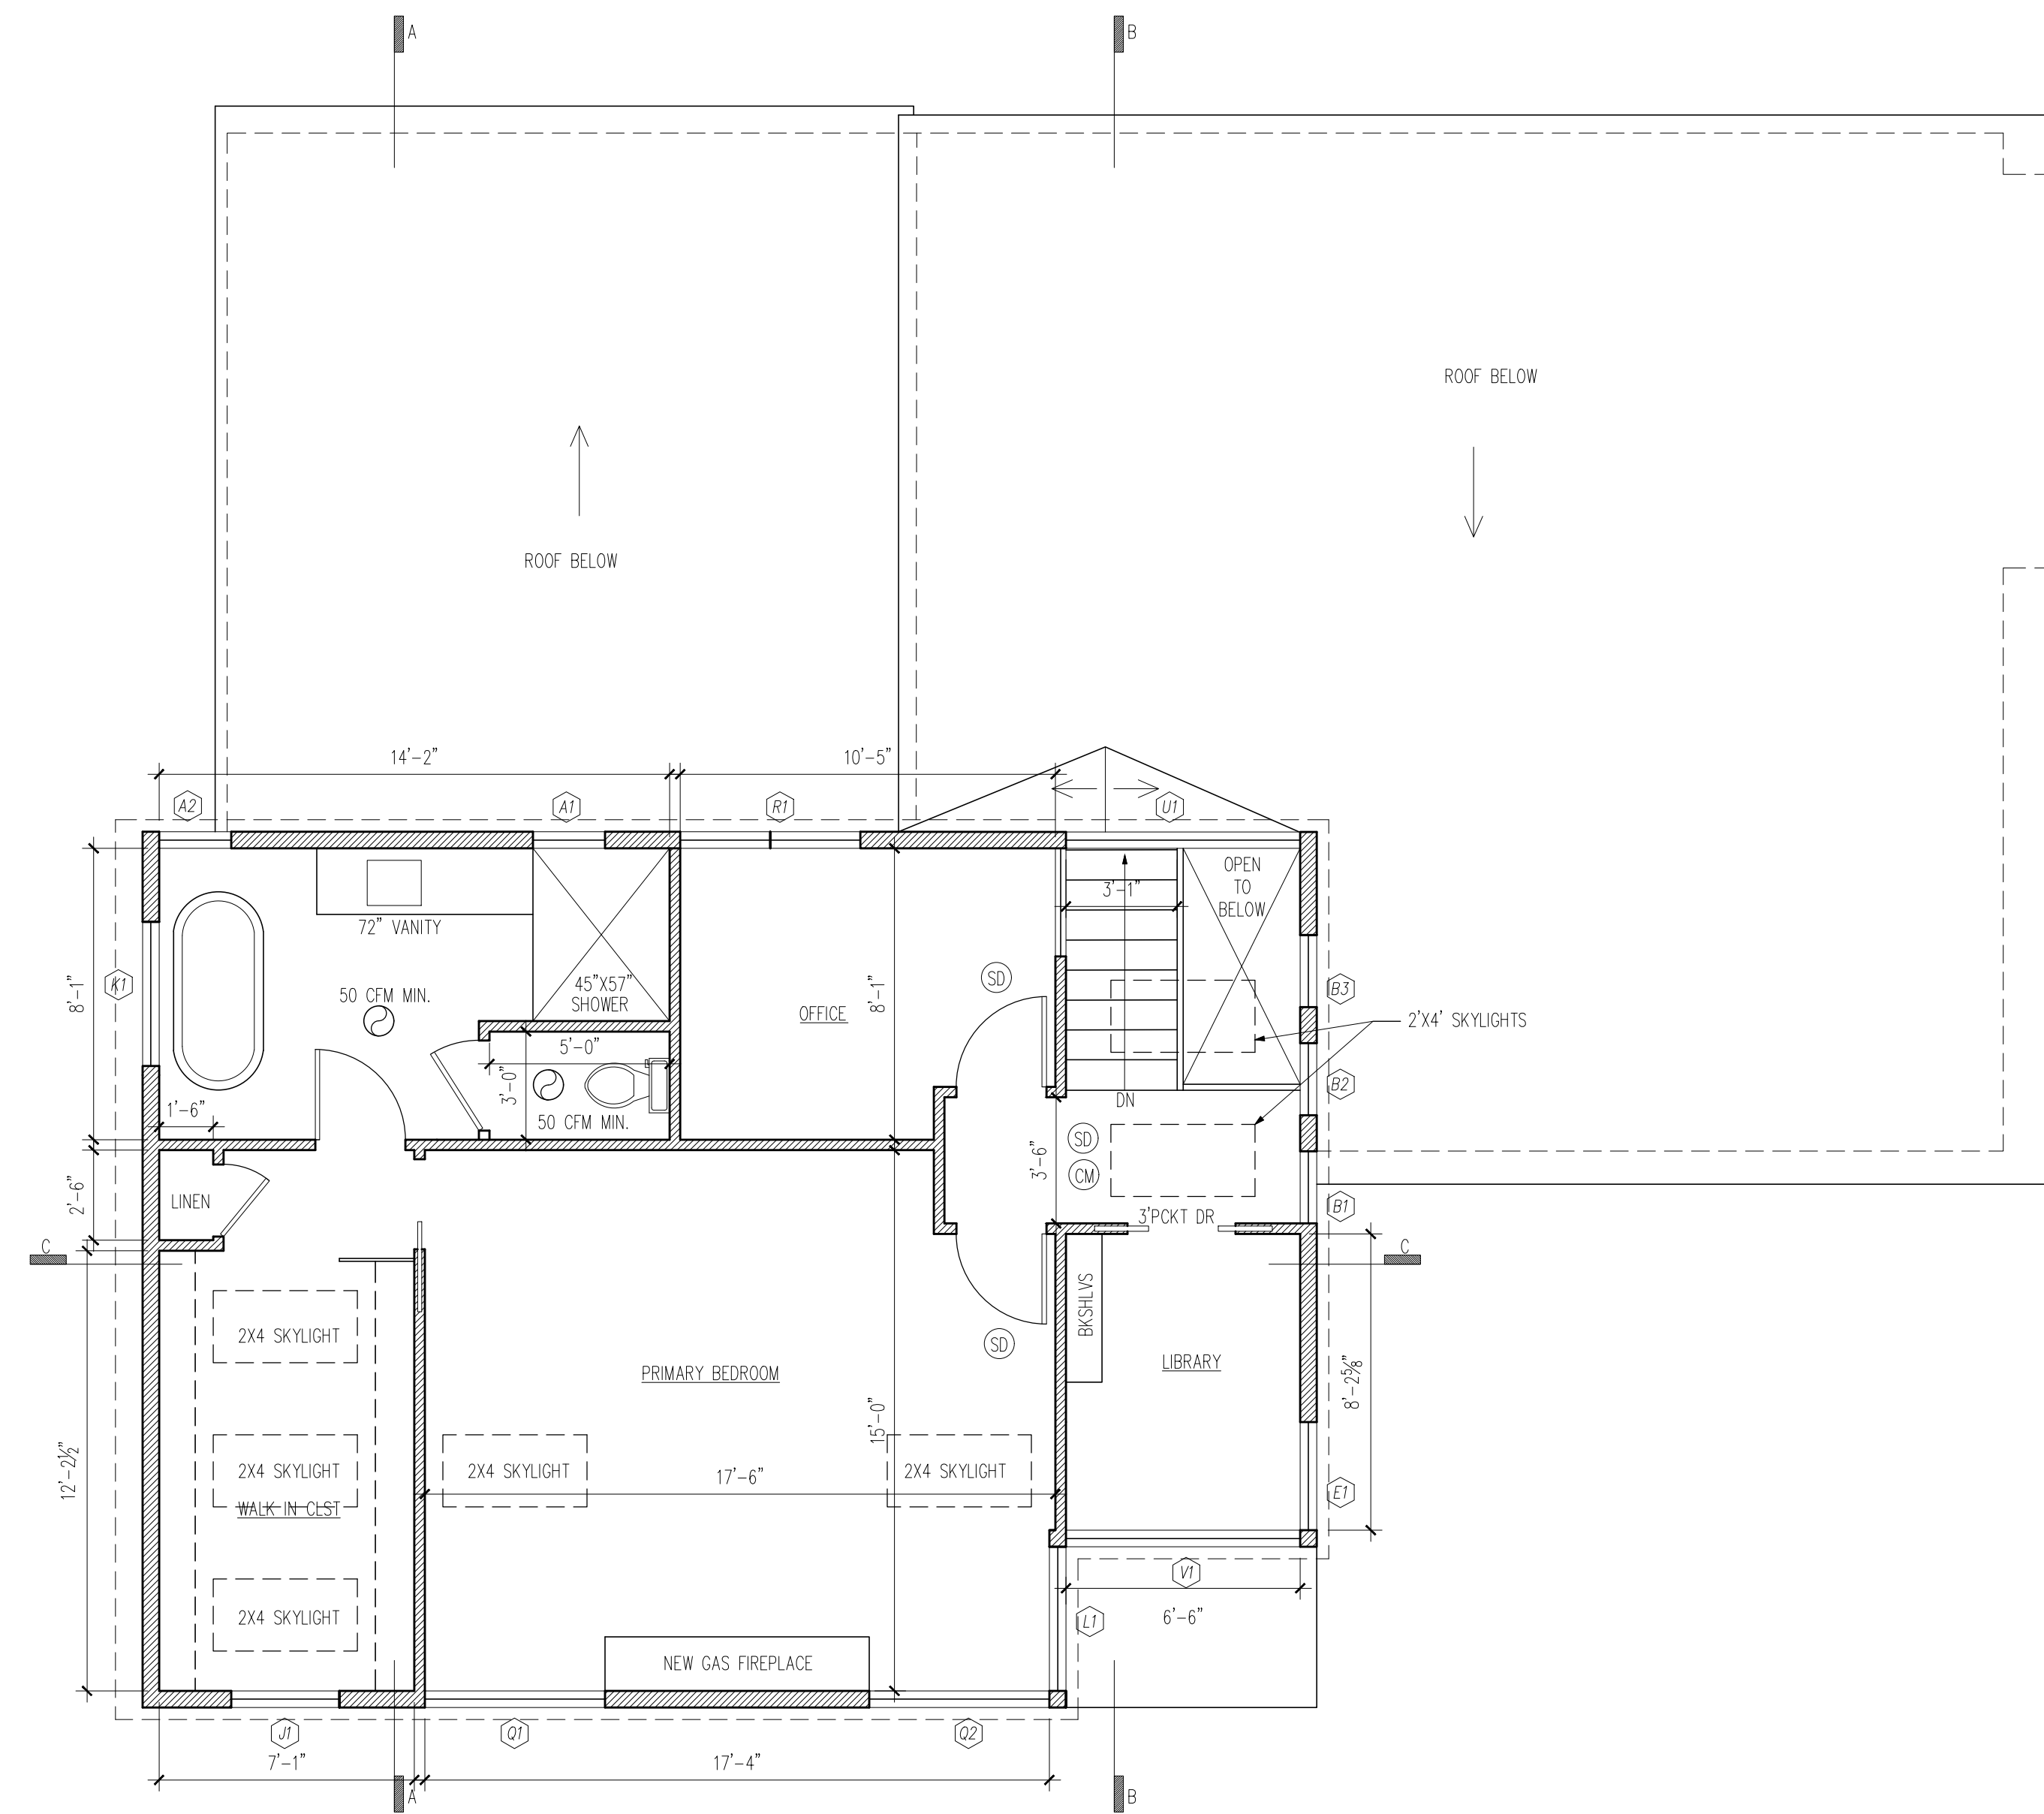 A
B
ROOF BELOW
ROOF BELOW
14'-2"
10'-5"
A2
A1
R1
U1
OPEN
TO
BELOW
3'-1"
72" VANITY
8'-1"
K1
50 CFM MIN.
45"X57"
SHOWER
SD
8'-1"
OFFICE
B3
2'X4' SKYLIGHTS
5'-0"
3'-0"
B2
1'-6"
50 CFM MIN.
DN
SD
3'-6"
CM
2'-6"
LINEN
B1
3'PCKT DR
C
C
BKSHLVS
2X4 SKYLIGHT
SD
PRIMARY BEDROOM
LIBRARY
8'-2⅝"
15'-0"
12'-2½"
2X4 SKYLIGHT
2X4 SKYLIGHT
17'-6"
2X4 SKYLIGHT
E1
WALK IN CLST
V1
2X4 SKYLIGHT
L1
6'-6"
NEW GAS FIREPLACE
J1
Q1
Q2
7'-1"
17'-4"
A
B